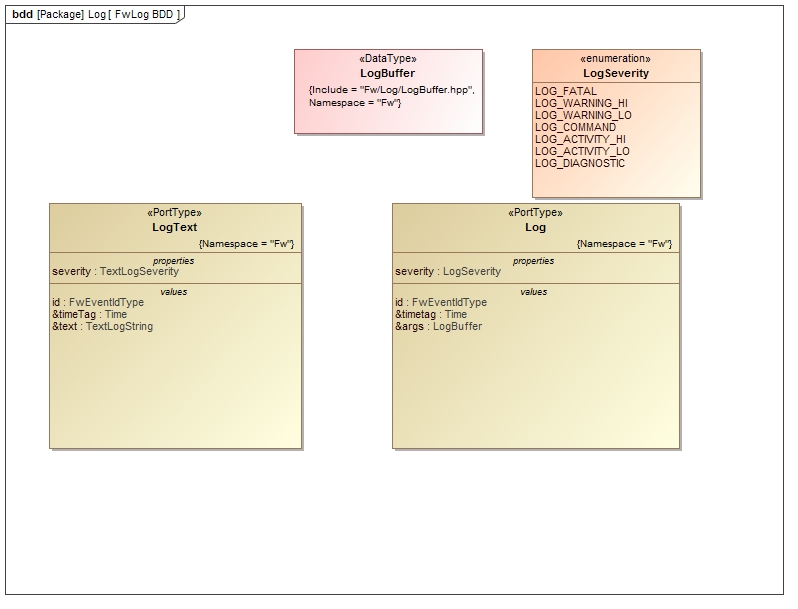 bdd [Package] Log [ FwLog BDD ]
«DataType»
LogBuffer
{Include = "Fw/Log/LogBuffer.hpp",
Namespace = "Fw"}
«enumeration»
LogSeverity
LOG_FATAL
LOG_WARNING_HI
LOG_WARNING_LO
LOG_COMMAND
LOG_ACTIVITY_HI
LOG_ACTIVITY_LO
LOG_DIAGNOSTIC
«PortType»
LogText
{Namespace = "Fw"}
properties
severity : TextLogSeverity
values
id : FwEventIdType
&timeTag : Time
&text : TextLogString
«PortType»
Log
{Namespace = "Fw"}
properties
severity : LogSeverity
values
id : FwEventIdType
&timetag : Time
&args : LogBuffer